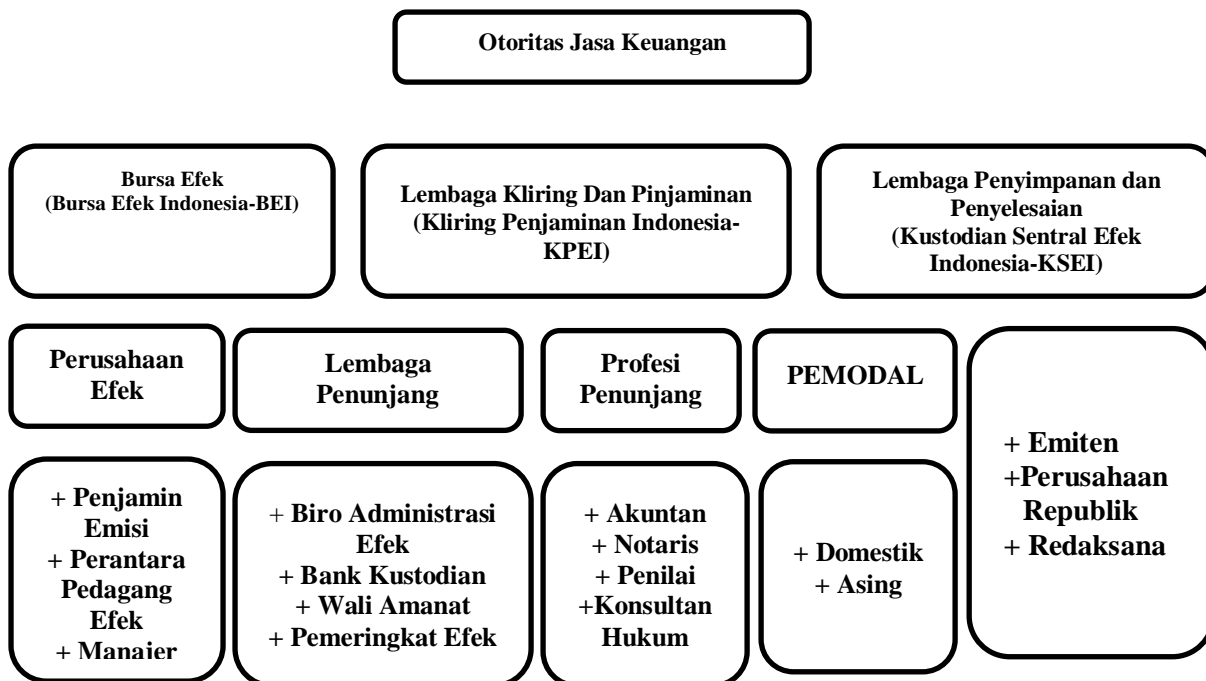 Otoritas Jasa Keuangan
Bursa Efek
(Bursa Efek Indonesia-BEI)
Lembaga Kliring Dan Pinjaminan
(Kliring Penjaminan Indonesia-
KPEI)
Lembaga Penyimpanan dan
Penyelesaian
(Kustodian Sentral Efek
Indonesia-KSEI)
Perusahaan
Efek
Lembaga
Penunjang
Profesi
Penunjang
PEMODAL
+ Emiten
+Perusahaan
Republik
+ Redaksana
+ Penjamin
Emisi
+ Perantara
Pedagang
Efek
+ Manajer
+ Biro Administrasi
Efek
+ Bank Kustodian
+ Wali Amanat
+ Pemeringkat Efek
+ Akuntan
+ Notaris
+ Penilai
+Konsultan
Hukum
+ Domestik
+ Asing